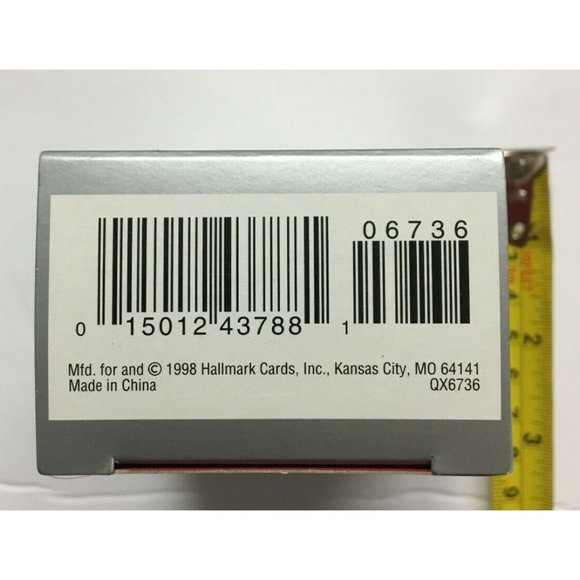 06736
0 15012 43788 1
Mfd. for and © 1998 Hallmark Cards, Inc., Kansas City, MO 64141
Made in China QX6736